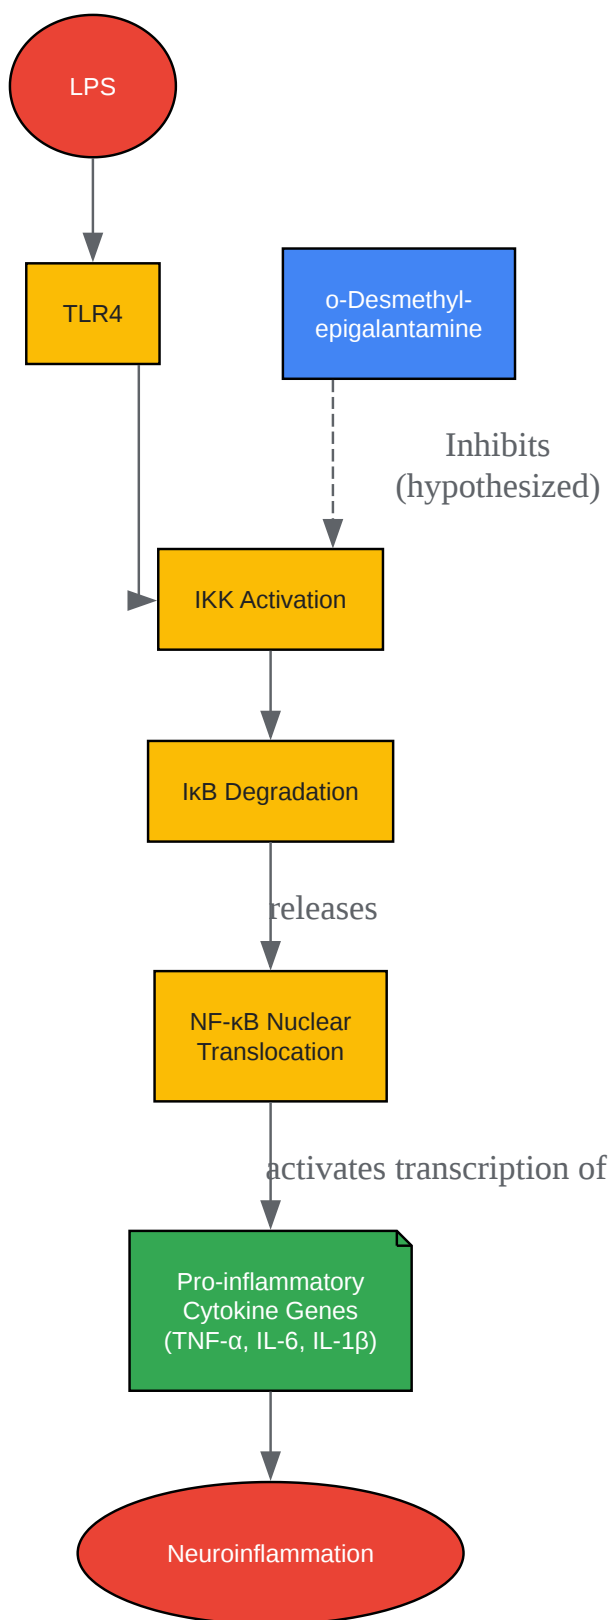 LPS
TLR4
o-Desmethyl-
epigalantamine
Inhibits
(hypothesized)
IKK Activation
IκB Degradation
releases
NF-κB Nuclear
Translocation
activates transcription of
Pro-inflammatory
Cytokine Genes
(TNF-α, IL-6, IL-1β)
Neuroinflammation